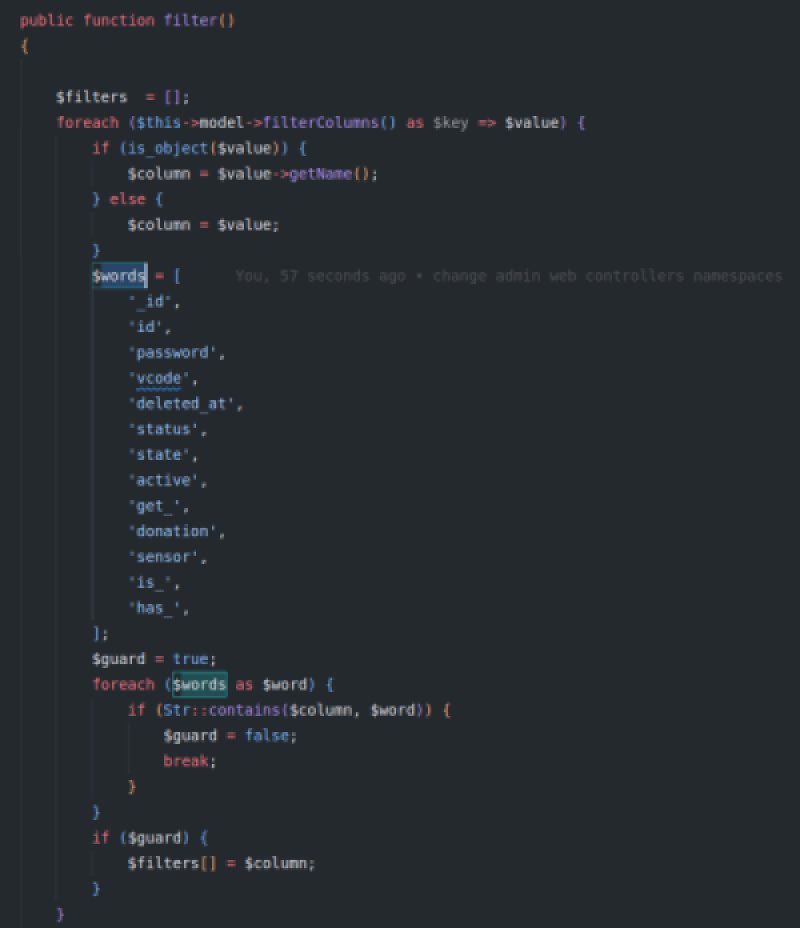 public function filter()
{
$filters = [];
foreach ($this->model->filterColumns() as $key => $value) {
if (is_object($value)) {
$column = $value->getName();
} else {
$column = $value;
}
$words = [ You, 57 seconds ago • change admin web controllers namespaces
'_id',
'id',
'password',
'vcode',
'deleted_at',
'status',
'state',
'active',
'get_',
'donation',
'sensor',
'is_',
'has_',
];
$guard = true;
foreach ($words as $word) {
if (Str::contains($column, $word)) {
$guard = false;
break;
}
}
if ($guard) {
$filters[] = $column;
}
}